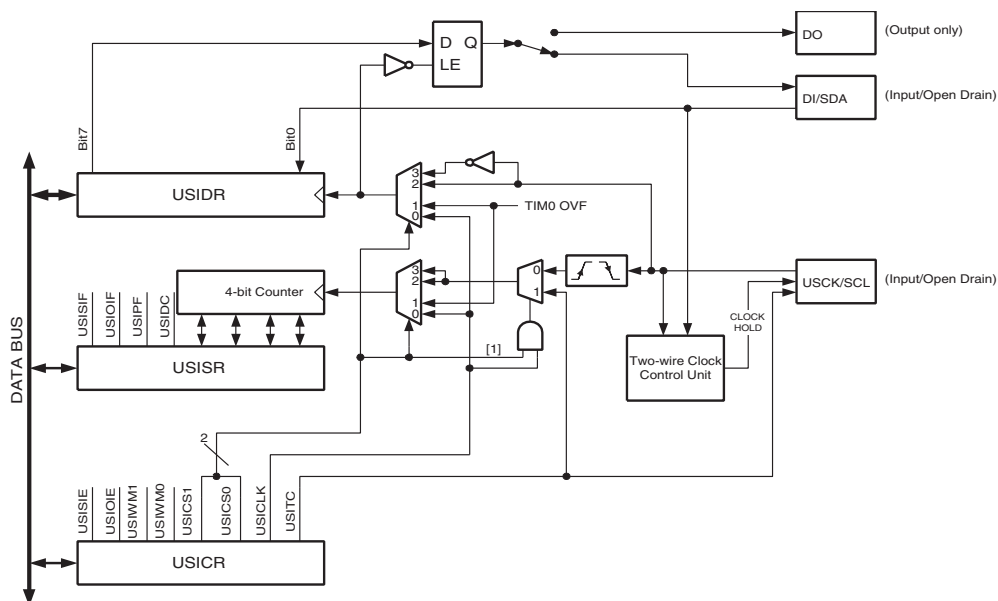 D Q
LE
DO
(Output only)
DI/SDA
(Input/Open Drain)
Bit7
Bit0
USIDR
3
2
1
0
TIM0 OVF
DATA BUS
4-bit Counter
3
2
1
0
0
1
USCK/SCL
(Input/Open Drain)
CLOCK
HOLD
USISIF
USIOIF
USIPF
USIDC
[1]
Two-wire Clock
Control Unit
USISR
2
USISIE
USIOIE
USIWM1
USIWM0
USICS1
USICS0
USICLK
USITC
USICR